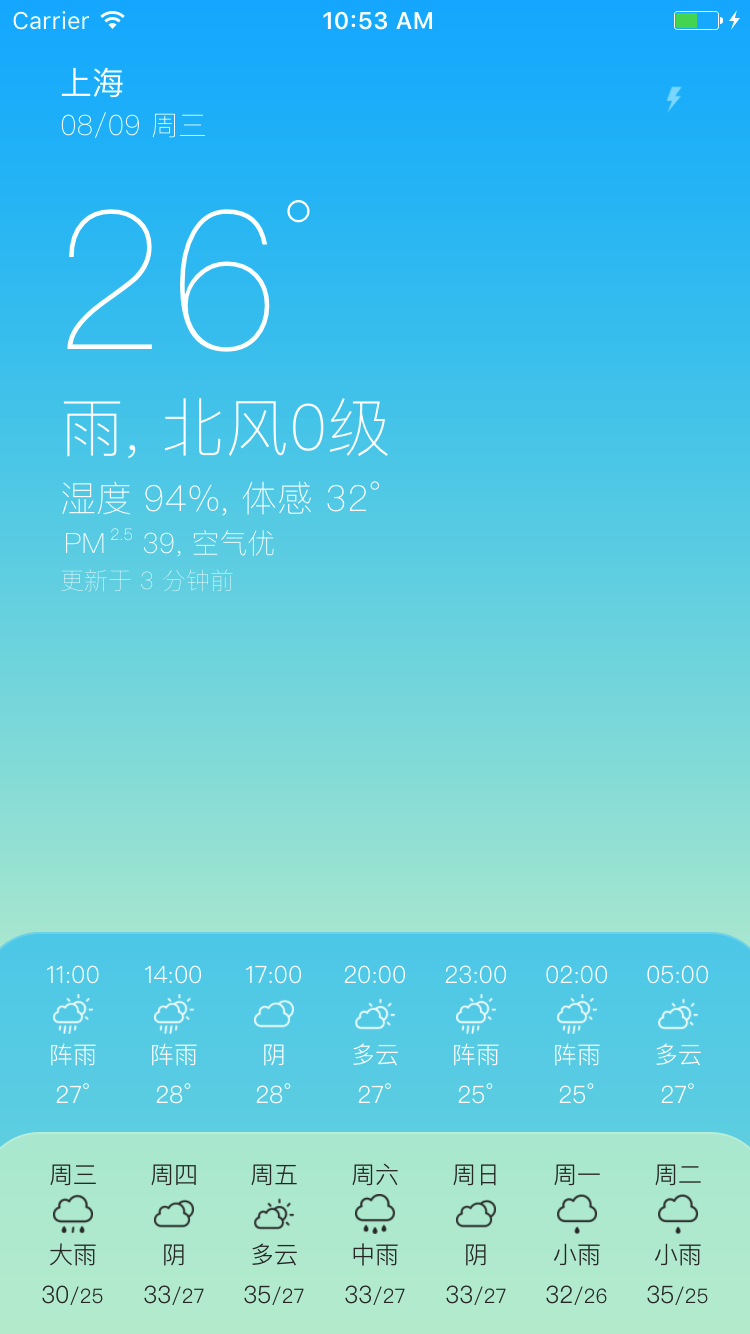 Carrier 10:53 AM
上海
08/09 周三
26°
雨, 北风0级
湿度 94%, 体感 32°
PM2.5 39, 空气优
更新于 3 分钟前
11:00 14:00 17:00 20:00 23:00 02:00 05:00
阵雨 阵雨 阴 多云 阵雨 阵雨 多云
27° 28° 28° 27° 25° 25° 27°
周三 周四 周五 周六 周日 周一 周二
大雨 阴 多云 中雨 阴 小雨 小雨
30/25 33/27 35/27 33/27 33/27 32/26 35/25